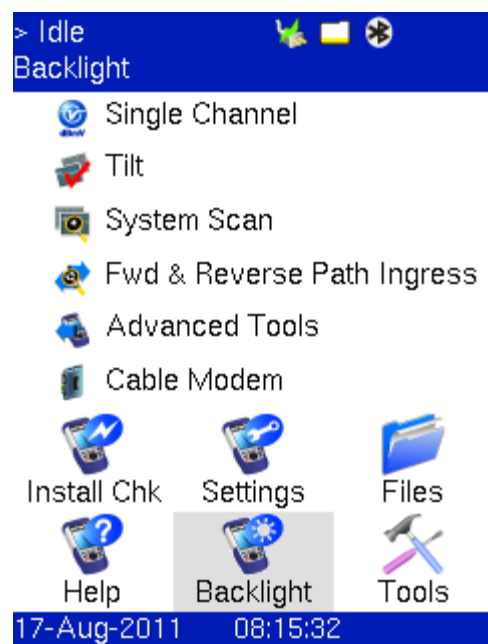 > Idle
Backlight
Single Channel
Tilt
System Scan
Fwd & Reverse Path Ingress
Advanced Tools
Cable Modem
Install Chk Settings Files
Help Backlight Tools
17-Aug-2011 08:15:32